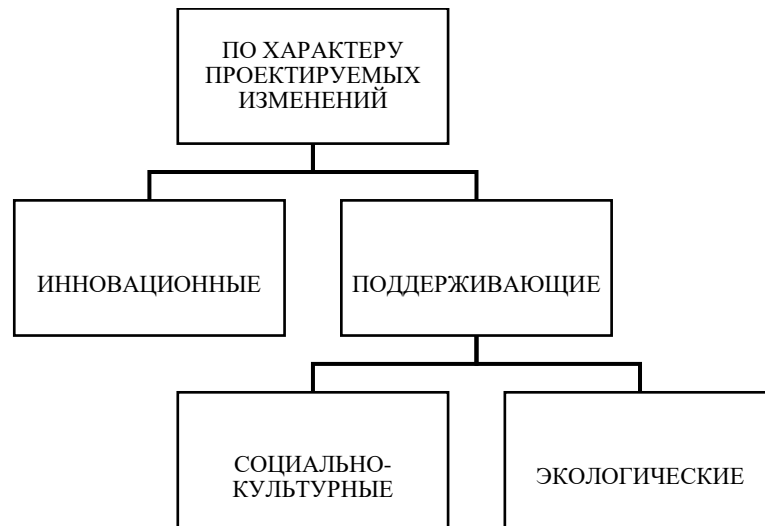 ПО ХАРАКТЕРУ
ПРОЕКТИРУЕМЫХ
ИЗМЕНЕНИЙ
ИННОВАЦИОННЫЕ
ПОДДЕРЖИВАЮЩИЕ
СОЦИАЛЬНО-
КУЛЬТУРНЫЕ
ЭКОЛОГИЧЕСКИЕ